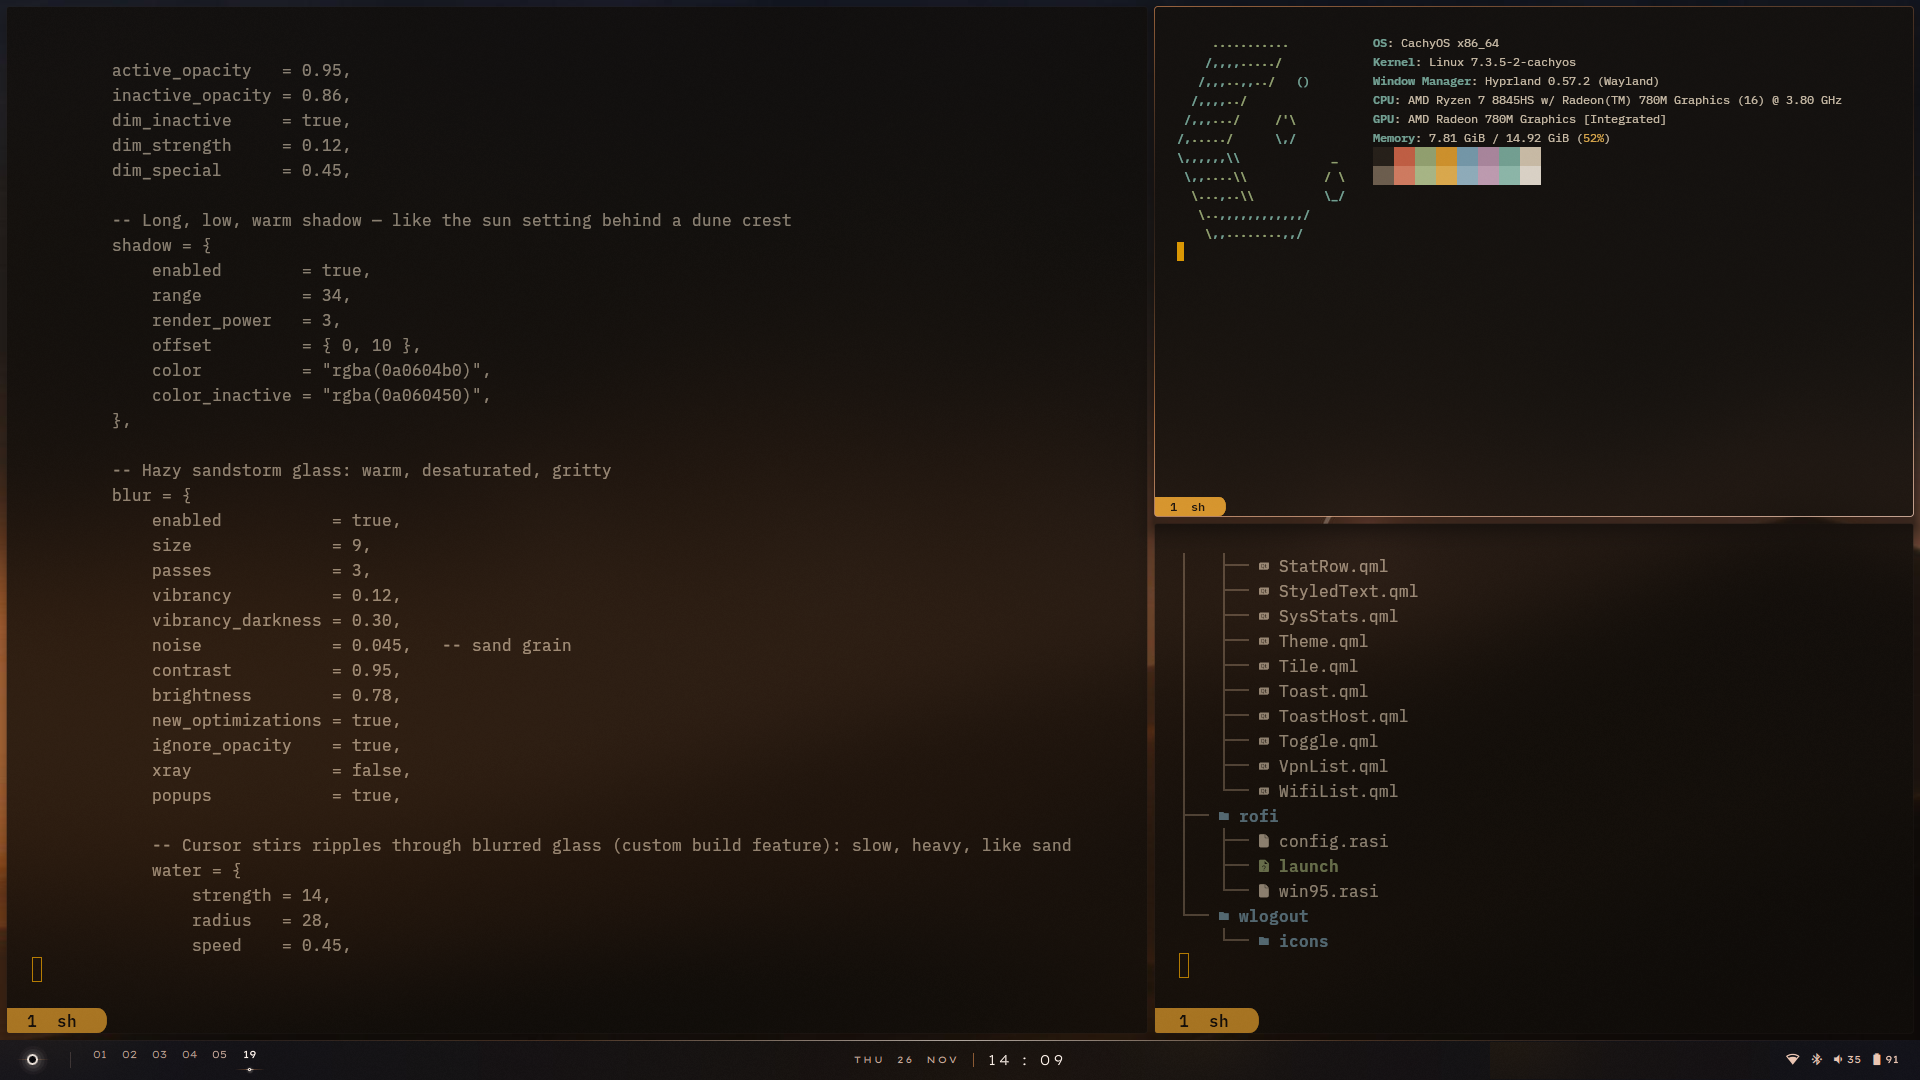 active_opacity   = 0.95,
inactive_opacity = 0.86,
dim_inactive     = true,
dim_strength     = 0.12,
dim_special      = 0.45,

-- Long, low, warm shadow — like the sun setting behind a dune crest
shadow = {
    enabled        = true,
    range          = 34,
    render_power   = 3,
    offset         = { 0, 10 },
    color          = "rgba(0a0604b0)",
    color_inactive = "rgba(0a060450)",
},

-- Hazy sandstorm glass: warm, desaturated, gritty
blur = {
    enabled           = true,
    size              = 9,
    passes            = 3,
    vibrancy          = 0.12,
    vibrancy_darkness = 0.30,
    noise             = 0.045,   -- sand grain
    contrast          = 0.95,
    brightness        = 0.78,
    new_optimizations = true,
    ignore_opacity    = true,
    xray              = false,
    popups            = true,

    -- Cursor stirs ripples through blurred glass (custom build feature): slow, heavy, like sand
    water = {
        strength = 14,
        radius   = 28,
        speed    = 0.45,
1 sh
OS: CachyOS x86_64
Kernel: Linux 7.3.5-2-cachyos
Window Manager: Hyprland 0.57.2 (Wayland)
CPU: AMD Ryzen 7 8845HS w/ Radeon(TM) 780M Graphics (16) @ 3.80 GHz
GPU: AMD Radeon 780M Graphics [Integrated]
Memory: 7.81 GiB / 14.92 GiB (52%)
1 sh
StatRow.qml
StyledText.qml
SysStats.qml
Theme.qml
Tile.qml
Toast.qml
ToastHost.qml
Toggle.qml
VpnList.qml
WifiList.qml
rofi
config.rasi
launch
win95.rasi
wlogout
icons
1 sh
01 02 03 04 05 19
THU 26 NOV | 14 : 09
35 91